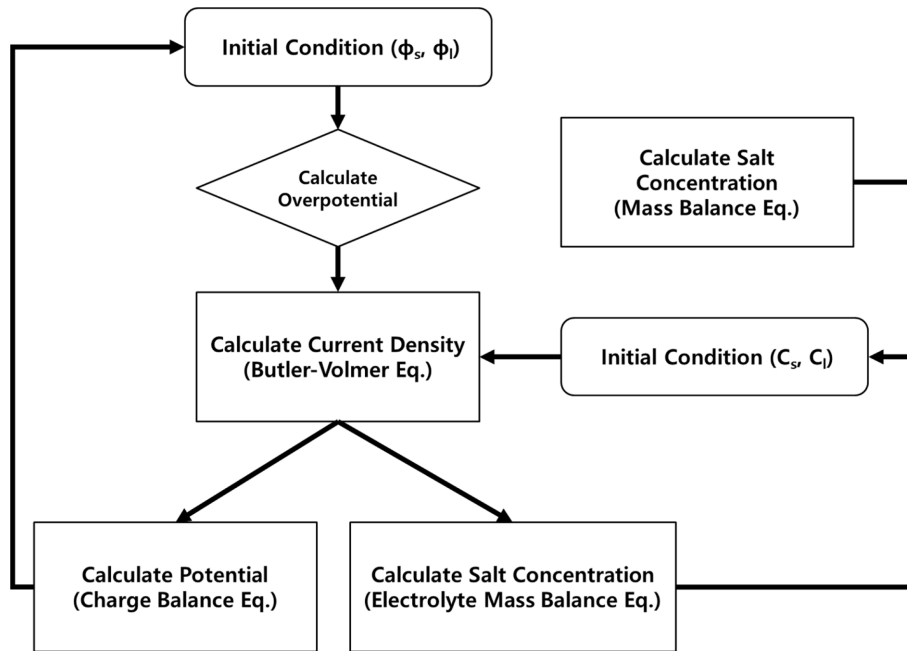 Initial Condition (ϕₛ, ϕₗ)
Calculate
Overpotential
Calculate Salt
Concentration
(Mass Balance Eq.)
Calculate Current Density
(Butler-Volmer Eq.)
Initial Condition (Cₛ, Cₗ)
Calculate Potential
(Charge Balance Eq.)
Calculate Salt Concentration
(Electrolyte Mass Balance Eq.)